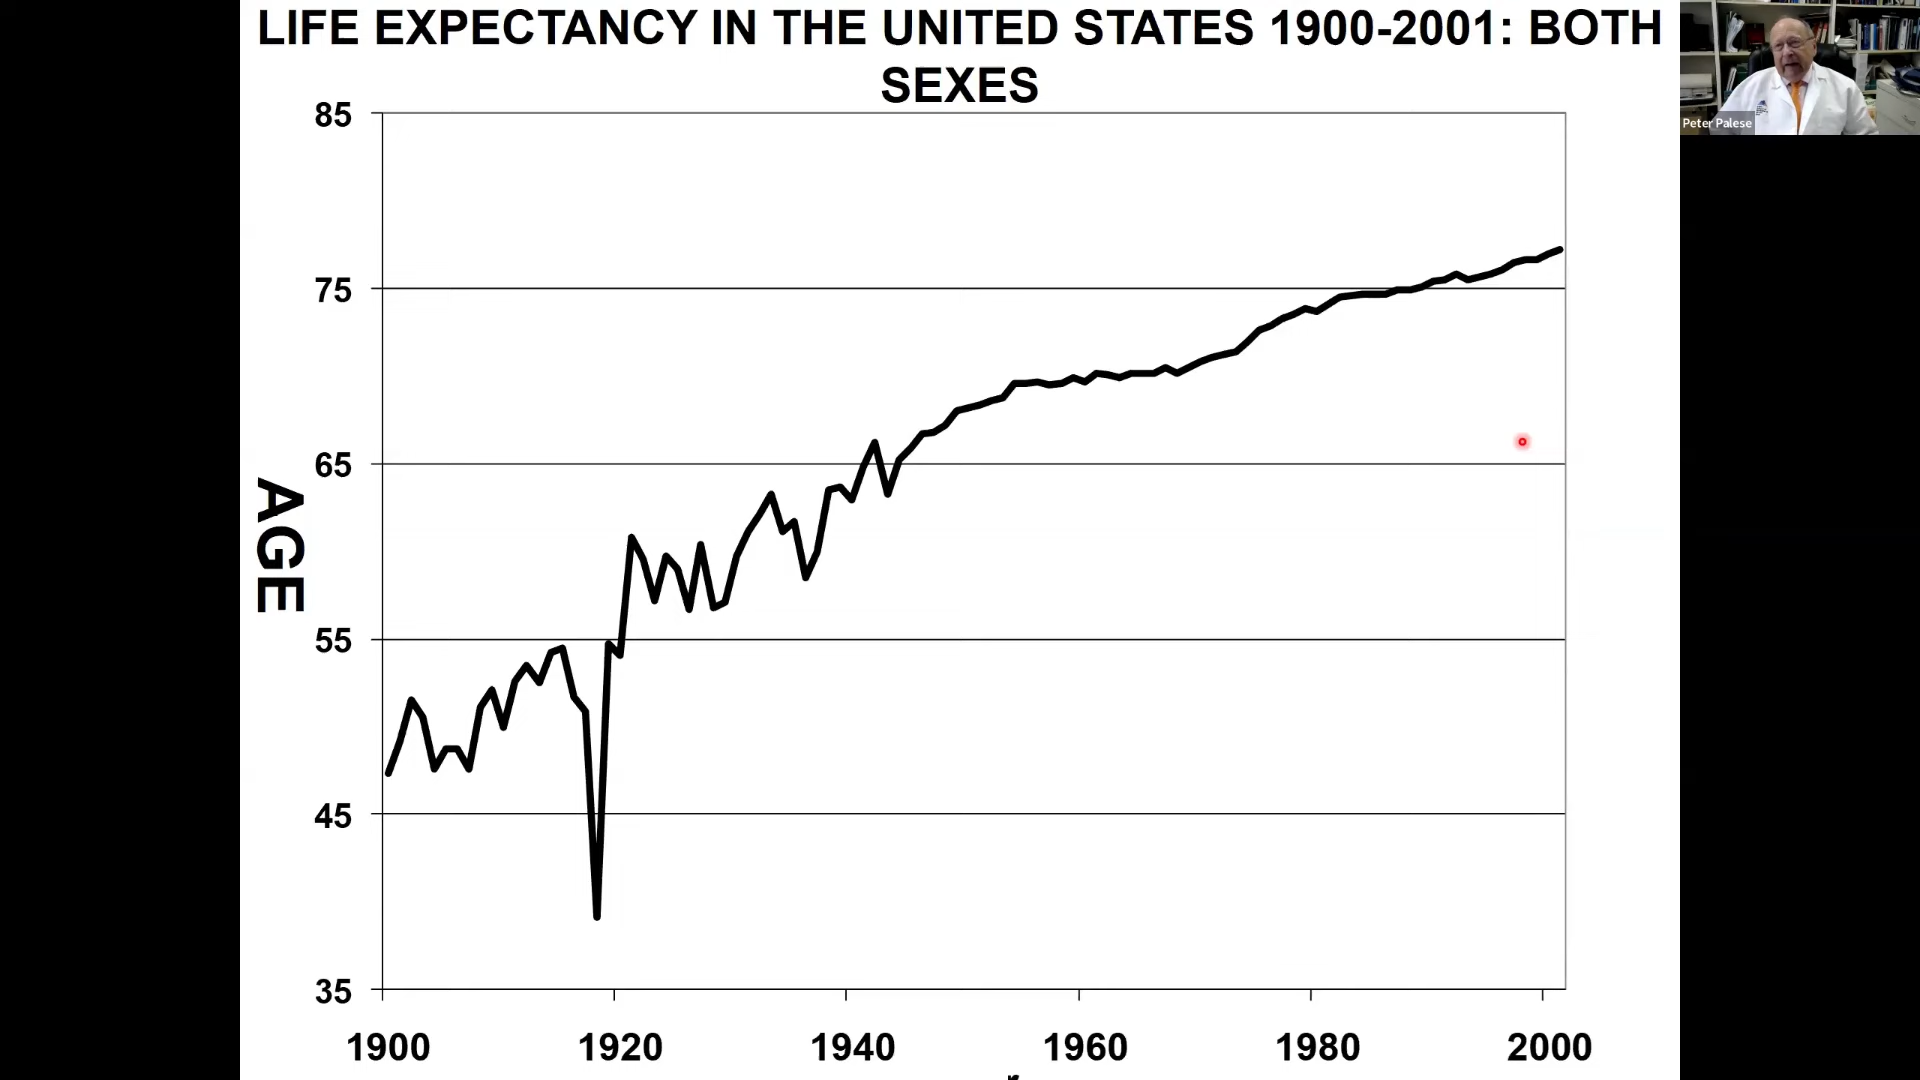 LIFE EXPECTANCY IN THE UNITED STATES 1900-2001: BOTH
SEXES
Peter Palese
85
75
65
55
45
35
AGE
1900 1920 1940 1960 1980 2000